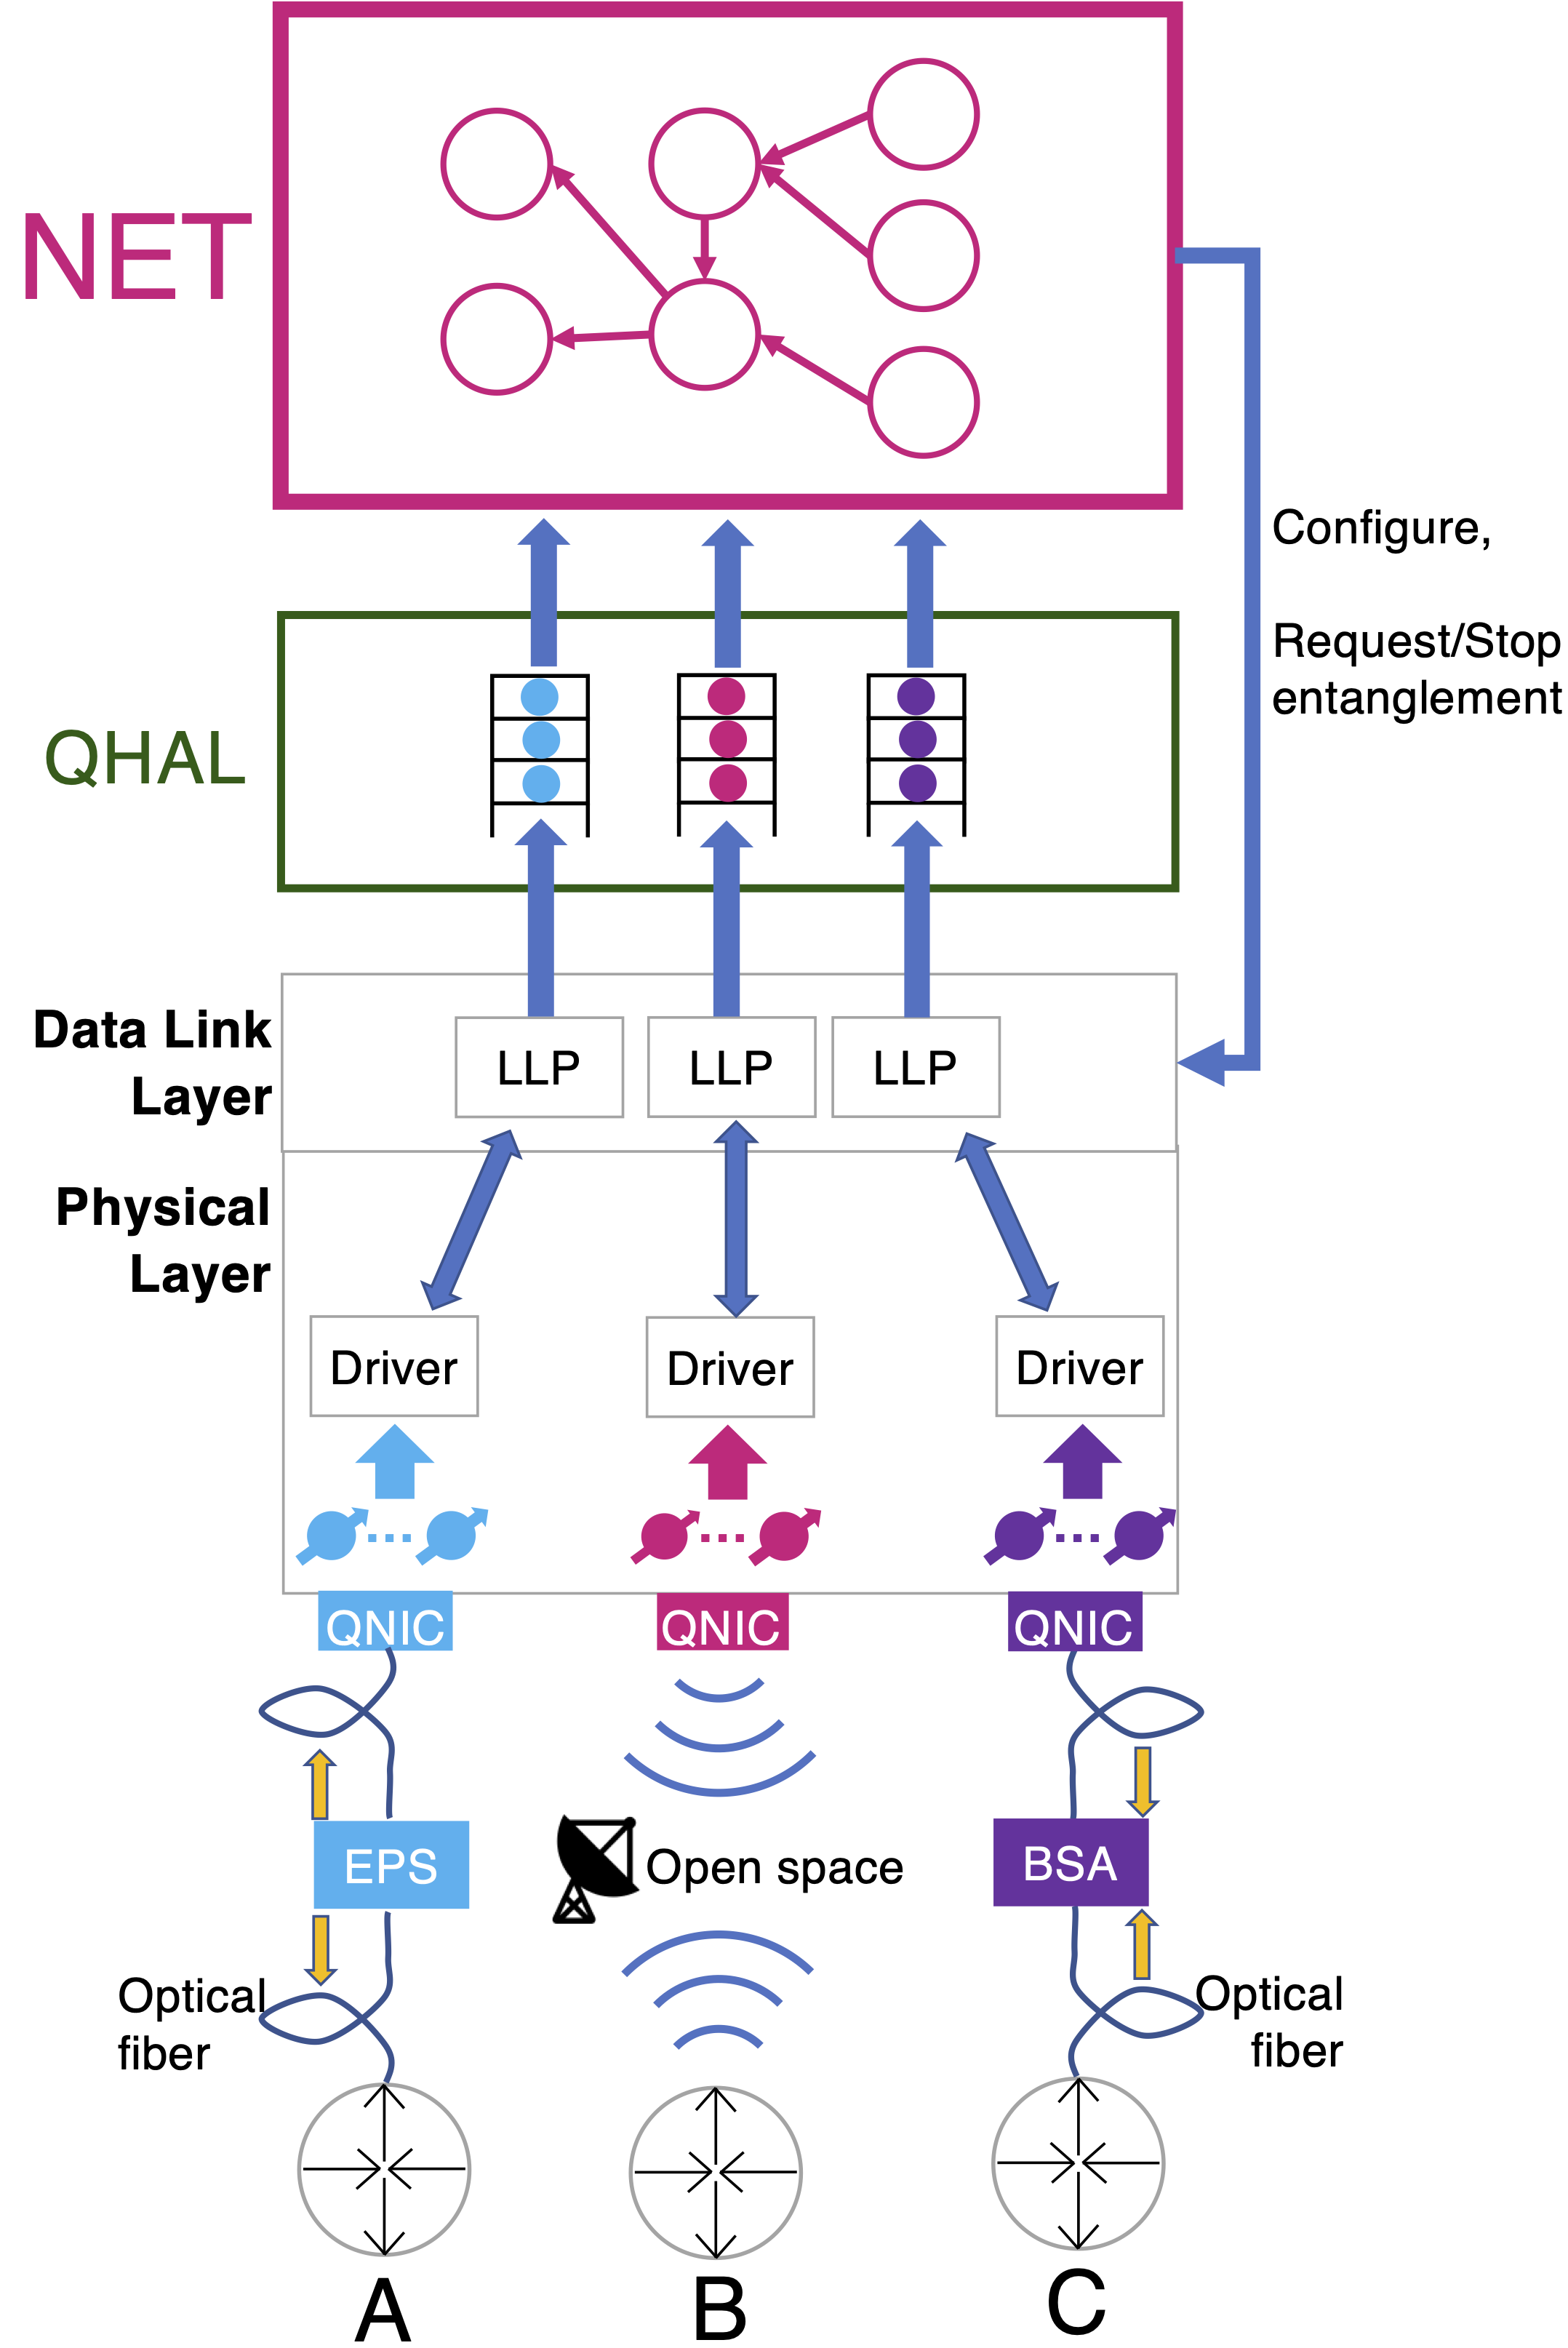 NET
Configure,
Request/Stop
entanglement
QHAL
Data Link
Layer
LLP
LLP
LLP
Physical
Layer
Driver
Driver
Driver
QNIC
QNIC
QNIC
EPS
Open space
BSA
Optical
fiber
Optical
fiber
A
B
C